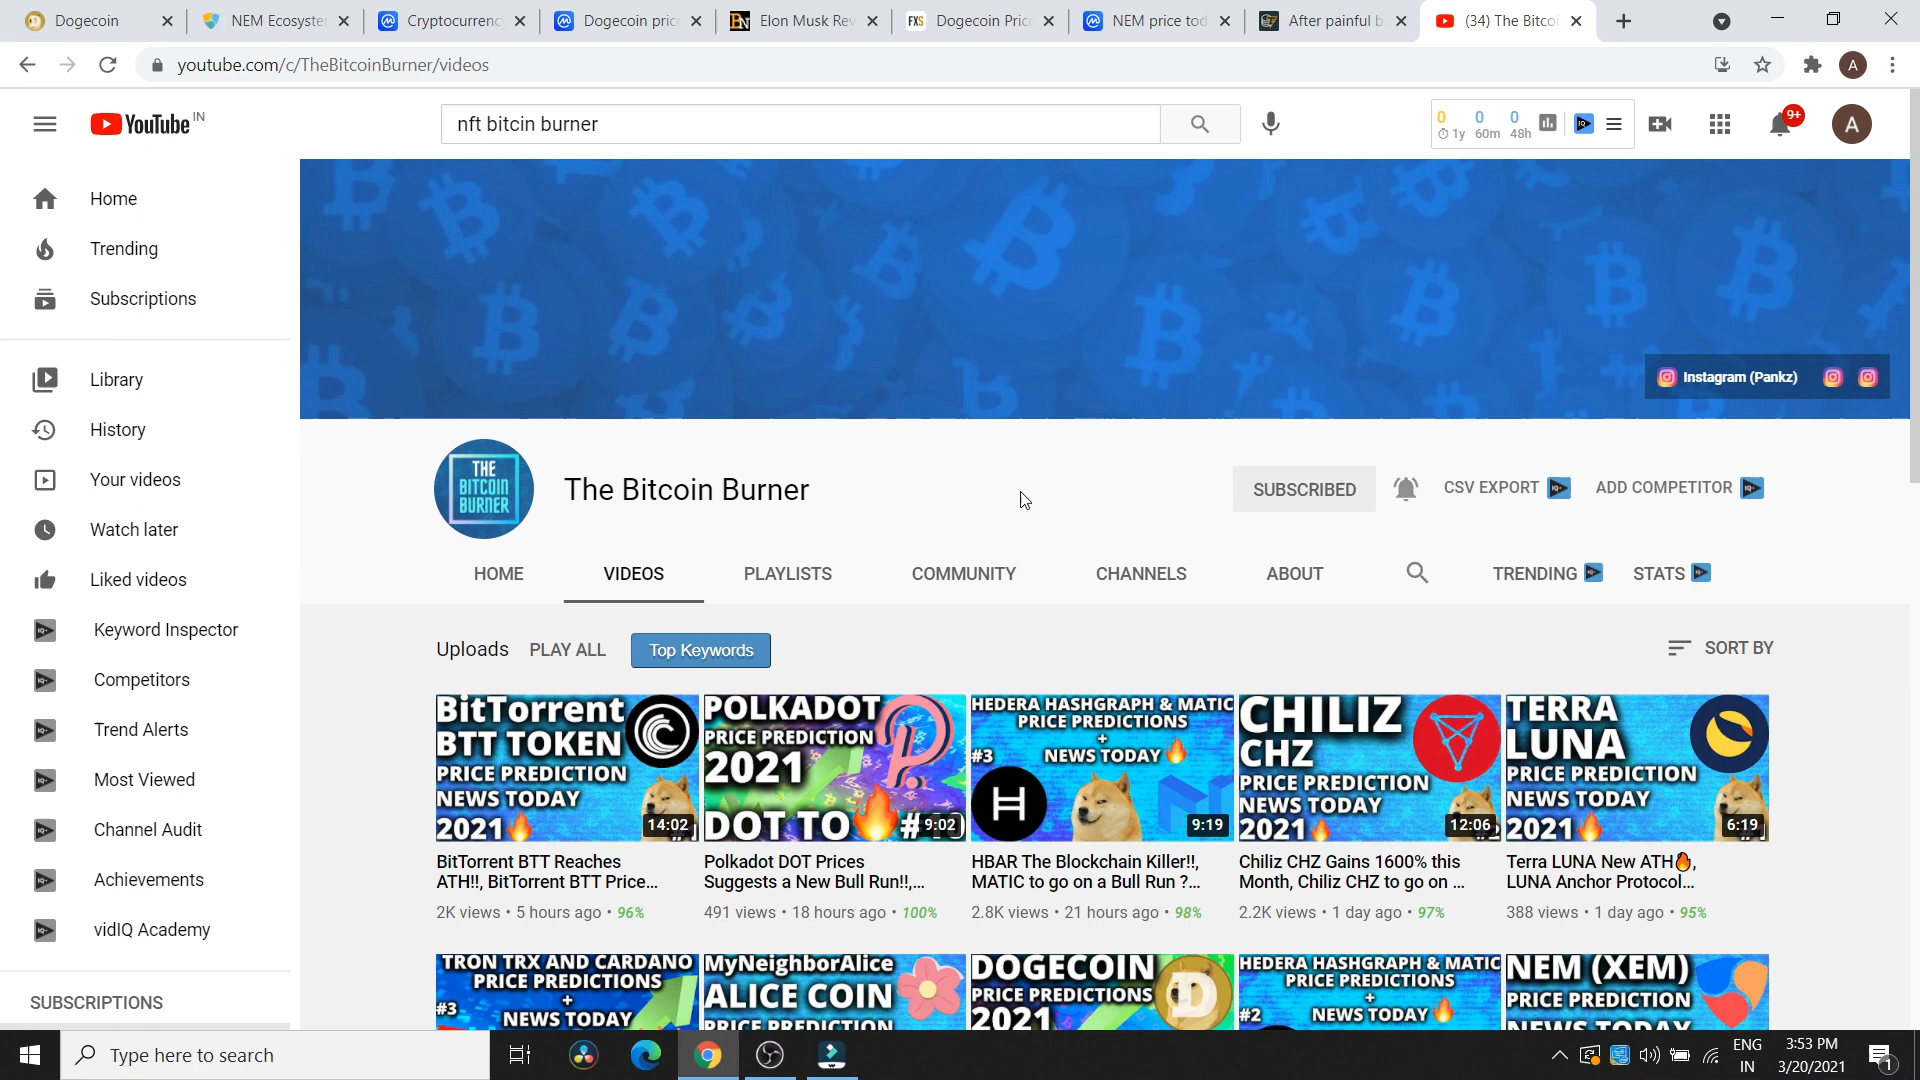 Dogecoin
NEM Ecosyste
Cryptocurrenc
Dogecoin pric
Elon Musk Rev
Dogecoin Pric
NEM price tod
After painful b
(34) The Bitcoi
youtube.com/c/TheBitcoinBurner/videos
YouTube IN
nft bitcin burner
0 0 0
1y 60m 48h
9+
A
Home
Trending
Subscriptions
Library
History
Your videos
Watch later
Liked videos
Keyword Inspector
Competitors
Trend Alerts
Most Viewed
Channel Audit
Achievements
vidIQ Academy
SUBSCRIPTIONS
Instagram (Pankz)
THE
BITCOIN
BURNER
The Bitcoin Burner
SUBSCRIBED
CSV EXPORT
ADD COMPETITOR
HOME
VIDEOS
PLAYLISTS
COMMUNITY
CHANNELS
ABOUT
TRENDING
STATS
Uploads
PLAY ALL
Top Keywords
SORT BY
BitTorrent
BTT TOKEN
PRICE PREDICTION
NEWS TODAY
2021
14:02
BitTorrent BTT Reaches
ATH!!, BitTorrent BTT Price...
2K views • 5 hours ago • 96%
POLKADOT
PRICE PREDICTION
2021
DOT TO #
9:02
Polkadot DOT Prices
Suggests a New Bull Run!!,...
491 views • 18 hours ago • 100%
HEDERA HASHGRAPH & MATIC
PRICE PREDICTIONS
+
#3 NEWS TODAY
9:19
HBAR The Blockchain Killer!!,
MATIC to go on a Bull Run ?...
2.8K views • 21 hours ago • 98%
CHILIZ
CHZ
PRICE PREDICTION
NEWS TODAY
2021
12:06
Chiliz CHZ Gains 1600% this
Month, Chiliz CHZ to go on ...
2.2K views • 1 day ago • 97%
TERRA
LUNA
PRICE PREDICTION
NEWS TODAY
2021
6:19
Terra LUNA New ATH🔥,
LUNA Anchor Protocol...
388 views • 1 day ago • 95%
TRON TRX AND CARDANO
PRICE PREDICTIONS
+
#3 NEWS TODAY
MyNeighborAlice
ALICE COIN
PRICE PREDICTION
DOGECOIN
PRICE PREDICTIONS
2021
HEDERA HASHGRAPH & MATIC
PRICE PREDICTIONS
+
#2 NEWS TODAY
NEM (XEM)
PRICE PREDICTION
NEWS TODAY
Type here to search
ENG
IN
3:53 PM
3/20/2021
1